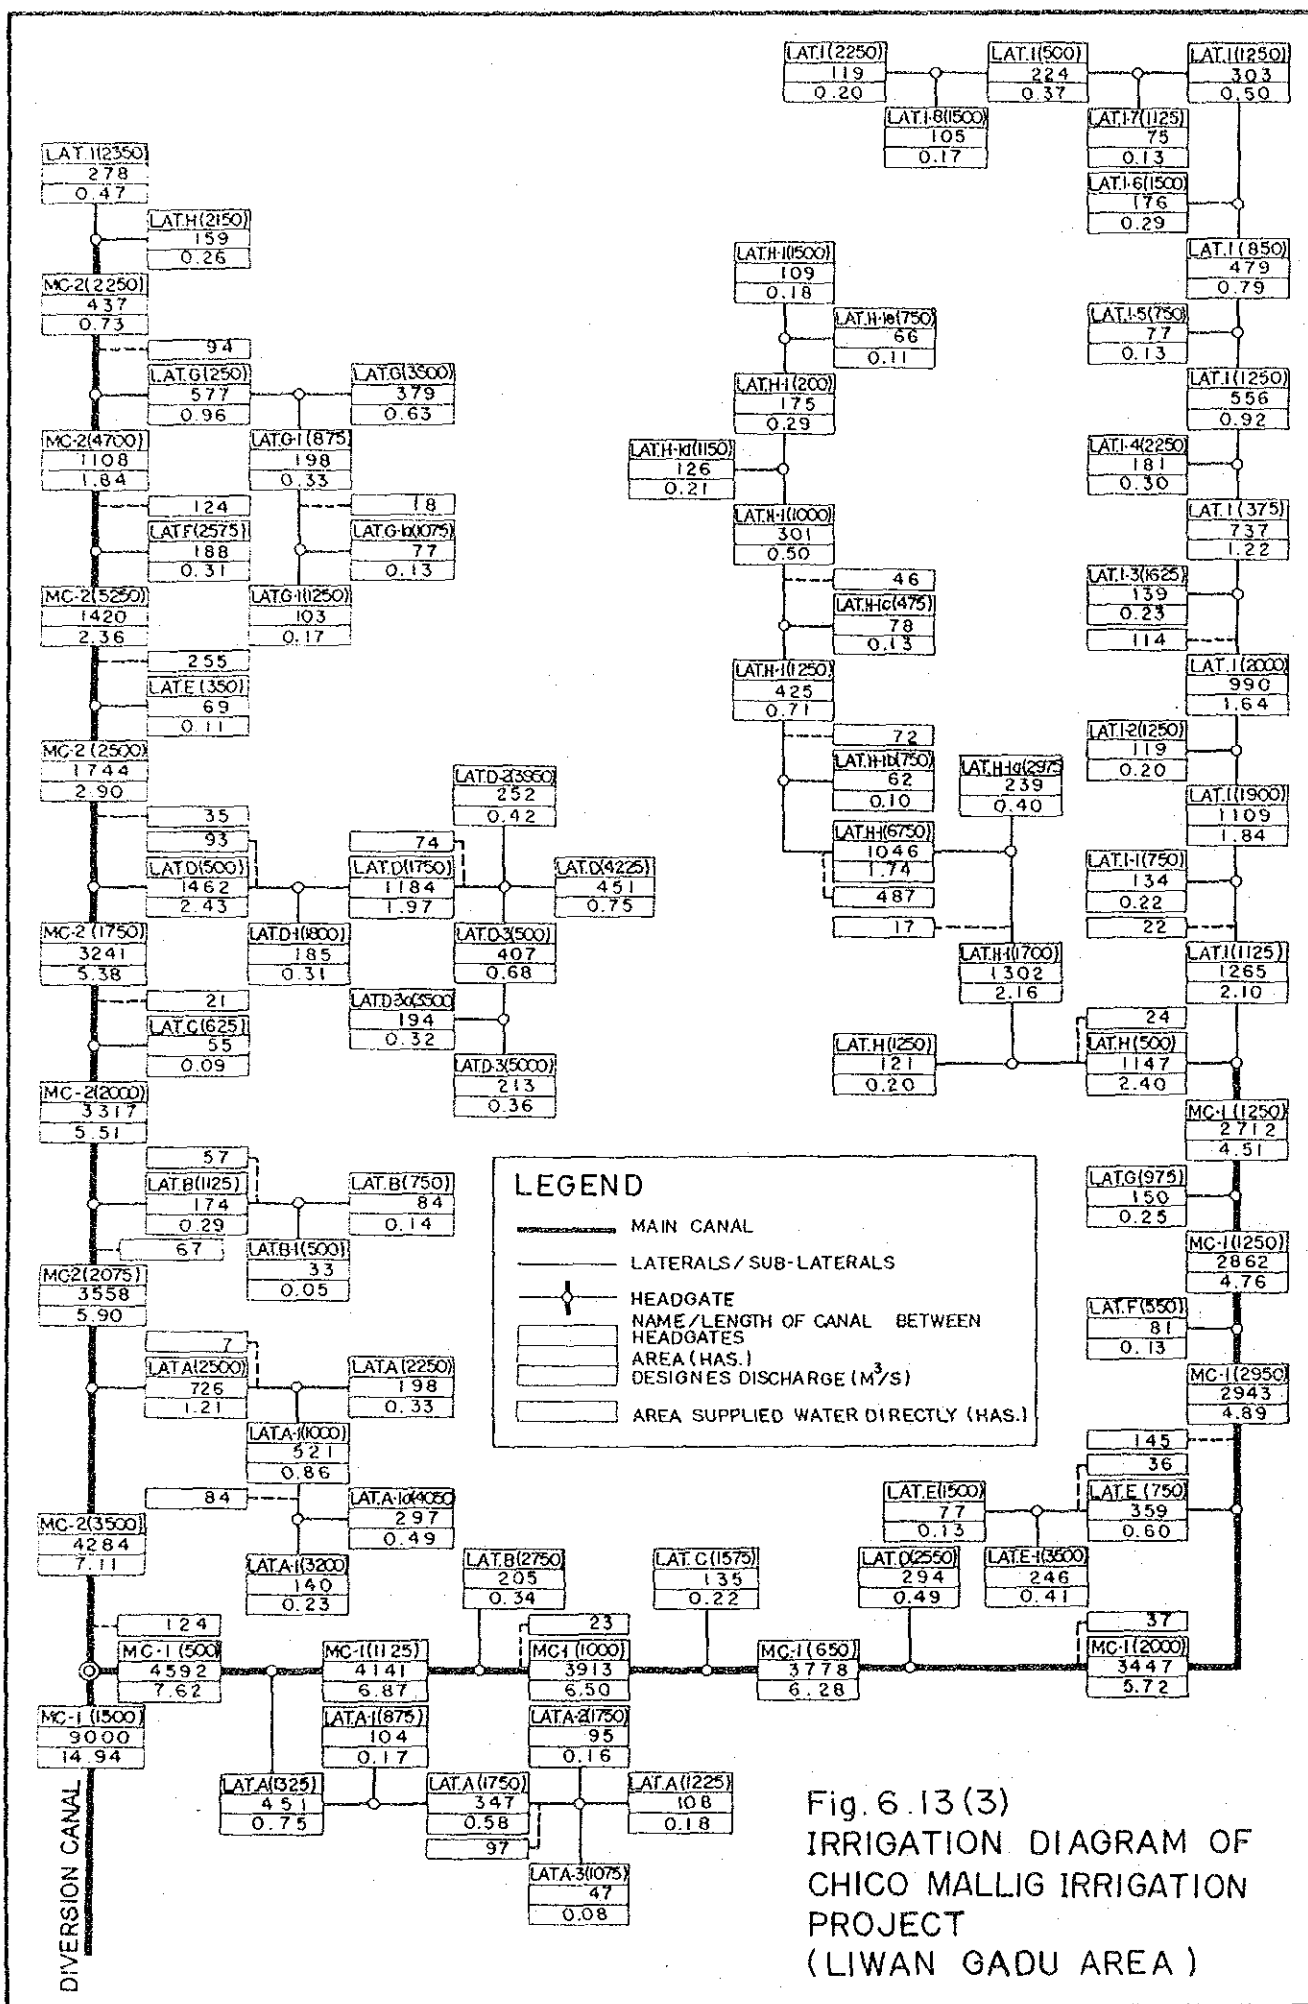 LAT.I(2250)
119
0.20
LAT.I(500)
224
0.37
LAT.I(1250)
303
0.50
LAT.I-8(1500)
105
0.17
LAT.I-7(1125)
75
0.13
LAT.I-6(1500)
176
0.29
LAT.I(850)
479
0.79
LAT.I-5(750)
77
0.13
LAT.I(1250)
556
0.92
LAT.I-4(2250)
181
0.30
LAT.I(375)
737
1.22
LAT.I-3(1625)
139
0.23
114
LAT.I(2000)
990
1.64
LAT.I-2(1250)
119
0.20
LAT.I(1900)
1109
1.84
LAT.I-1(750)
134
0.22
22
LAT.I(1125)
1265
2.10
24
LAT.H(500)
1147
2.40
LAT.H(1250)
121
0.20
LAT.H-1(1500)
109
0.18
LAT.H-1e(750)
66
0.11
LAT.H-1(200)
175
0.29
LAT.H-1d(1150)
126
0.21
LAT.H-1(1000)
301
0.50
46
LAT.H-1c(475)
78
0.13
LAT.H-1(1250)
425
0.71
72
LAT.H-1b(750)
62
0.10
LAT.H-1a(2975
239
0.40
LAT.H-1(6750)
1046
1.74
487
17
LAT.H-1(1700)
1302
2.16
LAT.I(2350)
278
0.47
LAT.H(2150)
159
0.26
MC-2(2250)
437
0.73
94
LAT.G(250)
577
0.96
LAT.G(3500)
379
0.63
MC-2(4700)
1108
1.84
LAT.G-1(875)
198
0.33
124
18
LAT.F(2575)
188
0.31
LAT.G-1b(1075)
77
0.13
MC-2(5250)
1420
2.36
LAT.G-1(1250)
103
0.17
255
LAT.E(350)
69
0.11
MC-2(2500)
1744
2.90
35
93
LAT.D(500)
1462
2.43
LAT.D-2(3950)
252
0.42
74
LAT.D(1750)
1184
1.97
LAT.D(4225)
451
0.75
MC-2(1750)
3241
5.38
LAT.D-1(1800)
185
0.31
LAT.D-3(500)
407
0.68
21
LAT.C(625)
55
0.09
LAT.D-3a(3500
194
0.32
LAT.D-3(5000)
213
0.36
MC-2(2000)
3317
5.51
57
LAT.B(1125)
174
0.29
LAT.B(750)
84
0.14
67
LAT.B-1(500)
33
0.05
MC2(2075)
3558
5.90
7
LAT.A(2500)
726
1.21
LAT.A(2250)
198
0.33
LAT.A-1(1000)
521
0.86
84
LAT.A-1a(4050
297
0.49
MC-2(3500)
4284
7.11
LAT.A-1(3200
140
0.23
124
MC-1(1250)
2712
4.51
LAT.G(975)
150
0.25
MC-1(1250)
2862
4.76
LAT.F(550)
81
0.13
MC-1(2950)
2943
4.89
145
36
LAT.E(750)
359
0.60
LAT.E(1500)
77
0.13
LAT.E-1(3500
246
0.41
LAT.B(2750)
205
0.34
LAT.C(1575)
135
0.22
LAT.D(2550)
294
0.49
23
37
MC-1(500)
4592
7.62
MC-1(1125)
4141
6.87
MC-1(1000)
3913
6.50
MC-1(650)
3778
6.28
MC-1(2000)
3447
5.72
MC-1(1500)
9000
14.94
LAT.A-1(875)
104
0.17
LAT.A-2(1750)
95
0.16
LAT.A(1325)
451
0.75
LAT.A(1750)
347
0.58
97
LAT.A(1225)
108
0.18
LAT.A-3(1075)
47
0.08
DIVERSION CANAL
LEGEND
MAIN CANAL
LATERALS/SUB-LATERALS
HEADGATE
NAME/LENGTH OF CANAL BETWEEN
HEADGATES
AREA (HAS.)
DESIGNES DISCHARGE (M³/S)
AREA SUPPLIED WATER DIRECTLY (HAS.)
Fig. 6.13(3)
IRRIGATION DIAGRAM OF
CHICO MALLIG IRRIGATION
PROJECT
(LIWAN GADU AREA)